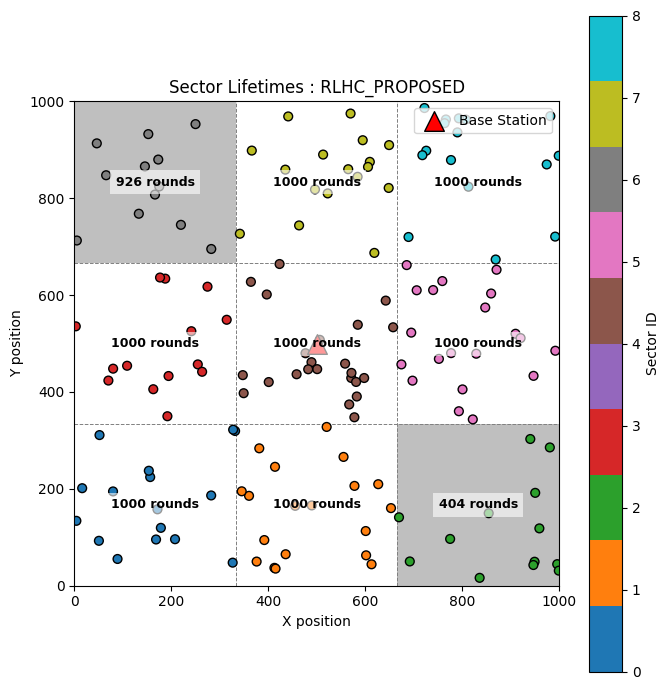 Sector Lifetimes : RLHC_PROPOSED
Base Station
926 rounds
1000 rounds
1000 rounds
1000 rounds
1000 rounds
1000 rounds
1000 rounds
1000 rounds
404 rounds
1000
800
600
400
200
0
Y position
0
200
400
600
800
1000
X position
8
7
6
5
4
3
2
1
0
Sector ID